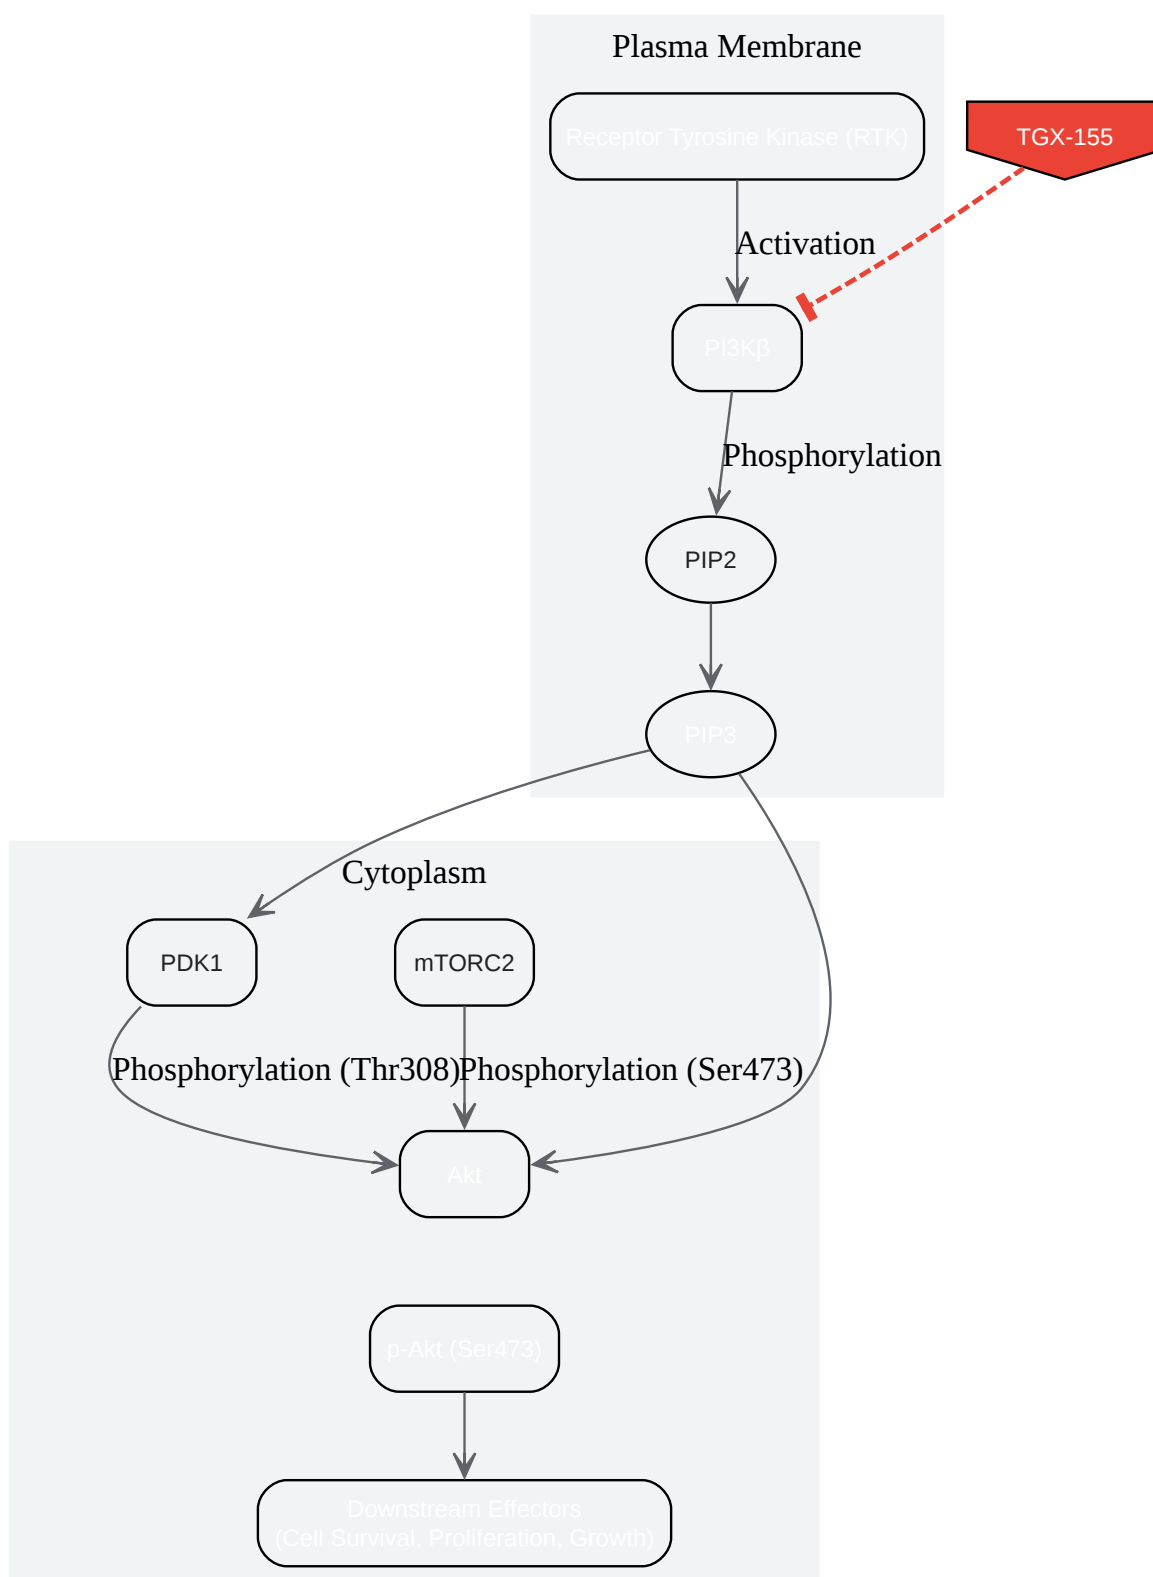 Plasma Membrane
Receptor Tyrosine Kinase (RTK)
TGX-155
Activation
PI3Kβ
Phosphorylation
PIP2
PIP3
Cytoplasm
PDK1
mTORC2
Phosphorylation (Thr308)
Phosphorylation (Ser473)
Akt
p-Akt (Ser473)
Downstream Effectors
(Cell Survival, Proliferation, Growth)